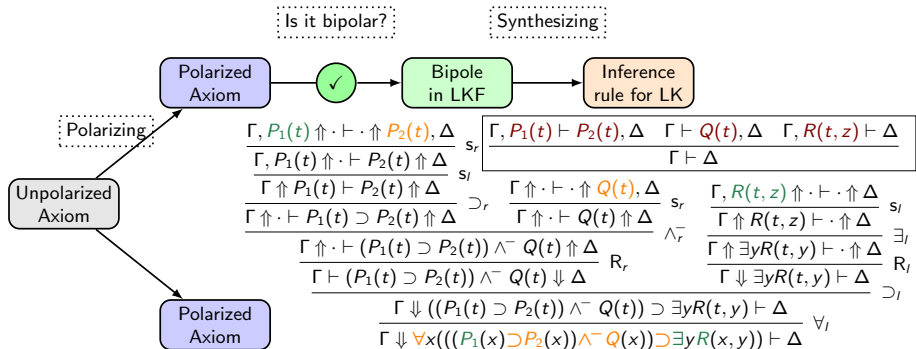 Is it bipolar?
Synthesizing
Polarized Axiom
✓
Bipole in LKF
Inference rule for LK
Polarizing
Unpolarized Axiom
Polarized Axiom
Γ, P₁(t) ⊢ P₂(t), Δ   Γ ⊢ Q(t), Δ   Γ, R(t, z) ⊢ Δ
Γ ⊢ Δ
Γ, P₁(t) ⇑ · ⊢ · ⇑ P₂(t), Δ
s_r
Γ, P₁(t) ⇑ · ⊢ P₂(t) ⇑ Δ
s_l
Γ ⇑ P₁(t) ⊢ P₂(t) ⇑ Δ
⊃_r
Γ ⇑ · ⊢ P₁(t) ⊃ P₂(t) ⇑ Δ
Γ ⇑ · ⊢ · ⇑ Q(t), Δ
s_r
Γ ⇑ · ⊢ Q(t) ⇑ Δ
∧⁻_r
Γ ⇑ · ⊢ (P₁(t) ⊃ P₂(t)) ∧⁻ Q(t) ⇑ Δ
R_r
Γ ⊢ (P₁(t) ⊃ P₂(t)) ∧⁻ Q(t) ⇓ Δ
Γ, R(t, z) ⇑ · ⊢ · ⇑ Δ
s_l
Γ ⇑ R(t, z) ⊢ · ⇑ Δ
∃_l
Γ ⇑ ∃yR(t, y) ⊢ · ⇑ Δ
R_l
Γ ⇓ ∃yR(t, y) ⊢ Δ
⊃_l
Γ ⇓ ((P₁(t) ⊃ P₂(t)) ∧⁻ Q(t)) ⊃ ∃yR(t, y) ⊢ Δ
∀_l
Γ ⇓ ∀x(((P₁(x)⊃P₂(x))∧⁻Q(x))⊃∃yR(x, y)) ⊢ Δ